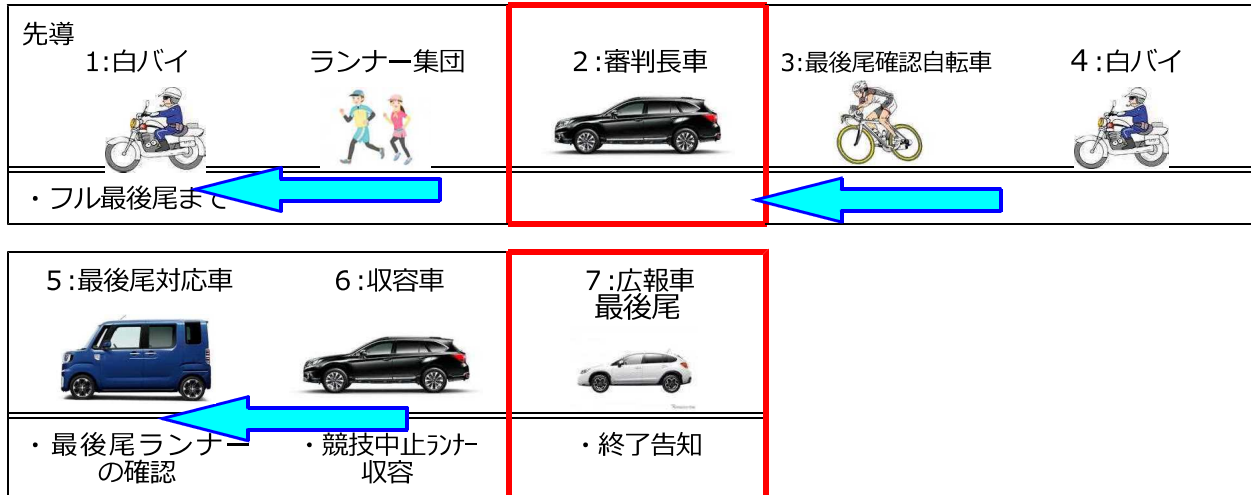 先導
1:白バイ
ランナー集団
2:審判長車
3:最後尾確認自転車
4:白バイ
・フル最後尾まで
5:最後尾対応車
6:収容車
7:広報車
最後尾
・最後尾ランナー
の確認
・競技中止ﾗﾝﾅｰ
収容
・終了告知